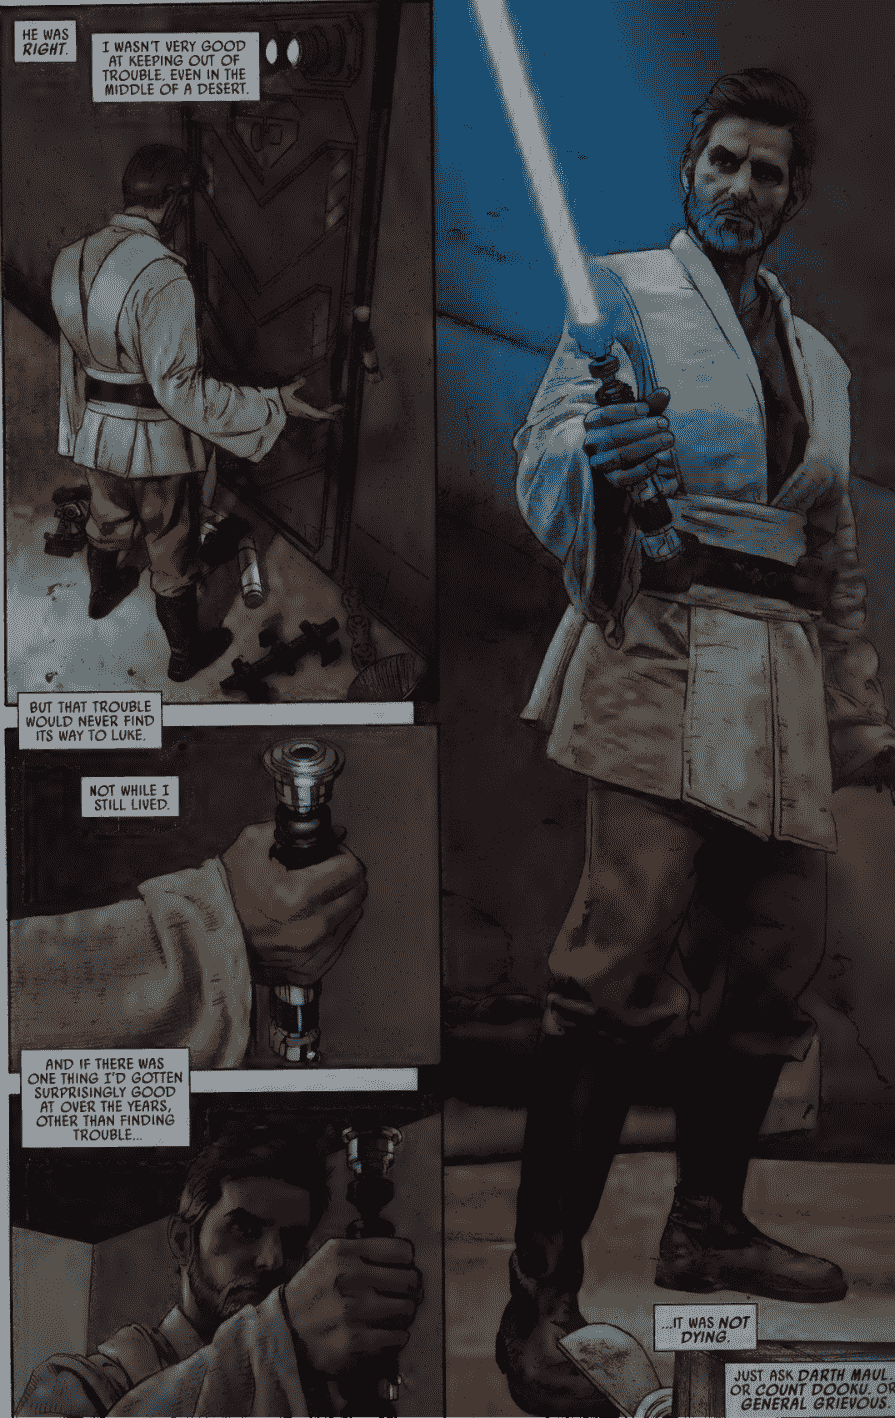 HE WAS
RIGHT.
I WASN'T VERY GOOD
AT KEEPING OUT OF
TROUBLE. EVEN IN THE
MIDDLE OF A DESERT.
BUT THAT TROUBLE
WOULD NEVER FIND
ITS WAY TO LUKE.
NOT WHILE I
STILL LIVED.
AND IF THERE WAS
ONE THING I'D GOTTEN
SURPRISINGLY GOOD
AT OVER THE YEARS,
OTHER THAN FINDING
TROUBLE...
...IT WAS NOT
DYING.
JUST ASK DARTH MAUL.
OR COUNT DOOKU. OR
GENERAL GRIEVOUS